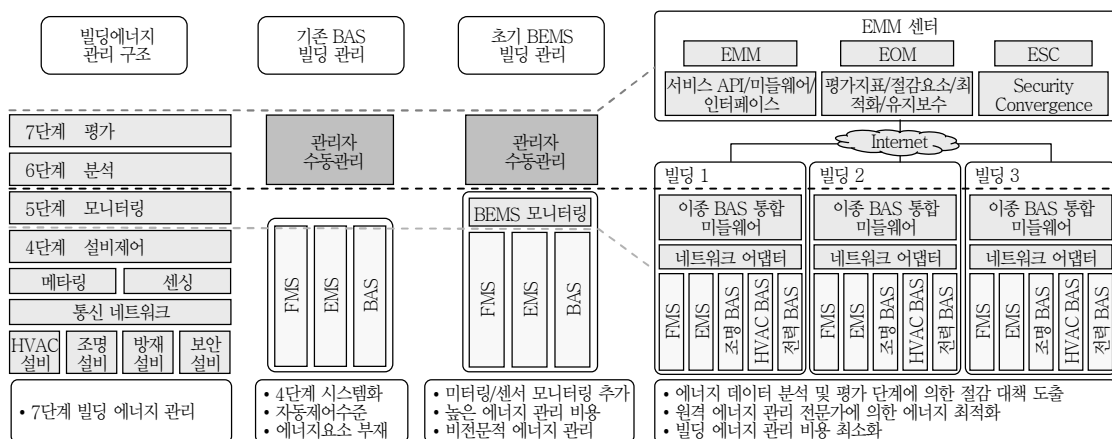 빌딩에너지
관리 구조
기존 BAS
빌딩 관리
초기 BEMS
빌딩 관리
EMM 센터
EMM
EOM
ESC
서비스 API/미들웨어/
인터페이스
평가지표/절감요소/최
적화/유지보수
Security
Convergence
Internet
7단계 평가
6단계 분석
5단계 모니터링
4단계 설비제어
메타링
센싱
통신 네트워크
HVAC
설비
조명
설비
방재
설비
보안
설비
• 7단계 빌딩 에너지 관리
관리자
수동관리
FMS
EMS
BAS
• 4단계 시스템화
• 자동제어수준
• 에너지요소 부재
관리자
수동관리
BEMS 모니터링
FMS
EMS
BAS
• 미터링/센서 모니터링 추가
• 높은 에너지 관리 비용
• 비전문적 에너지 관리
빌딩 1
이종 BAS 통합
미들웨어
네트워크 어댑터
FMS
EMS
조명 BAS
HVAC BAS
전력 BAS
빌딩 2
이종 BAS 통합
미들웨어
네트워크 어댑터
FMS
EMS
조명 BAS
HVAC BAS
전력 BAS
빌딩 3
이종 BAS 통합
미들웨어
네트워크 어댑터
FMS
EMS
조명 BAS
HVAC BAS
전력 BAS
• 에너지 데이터 분석 및 평가 단계에 의한 절감 대책 도출
• 원격 에너지 관리 전문가에 의한 에너지 최적화
• 빌딩 에너지 관리 비용 최소화